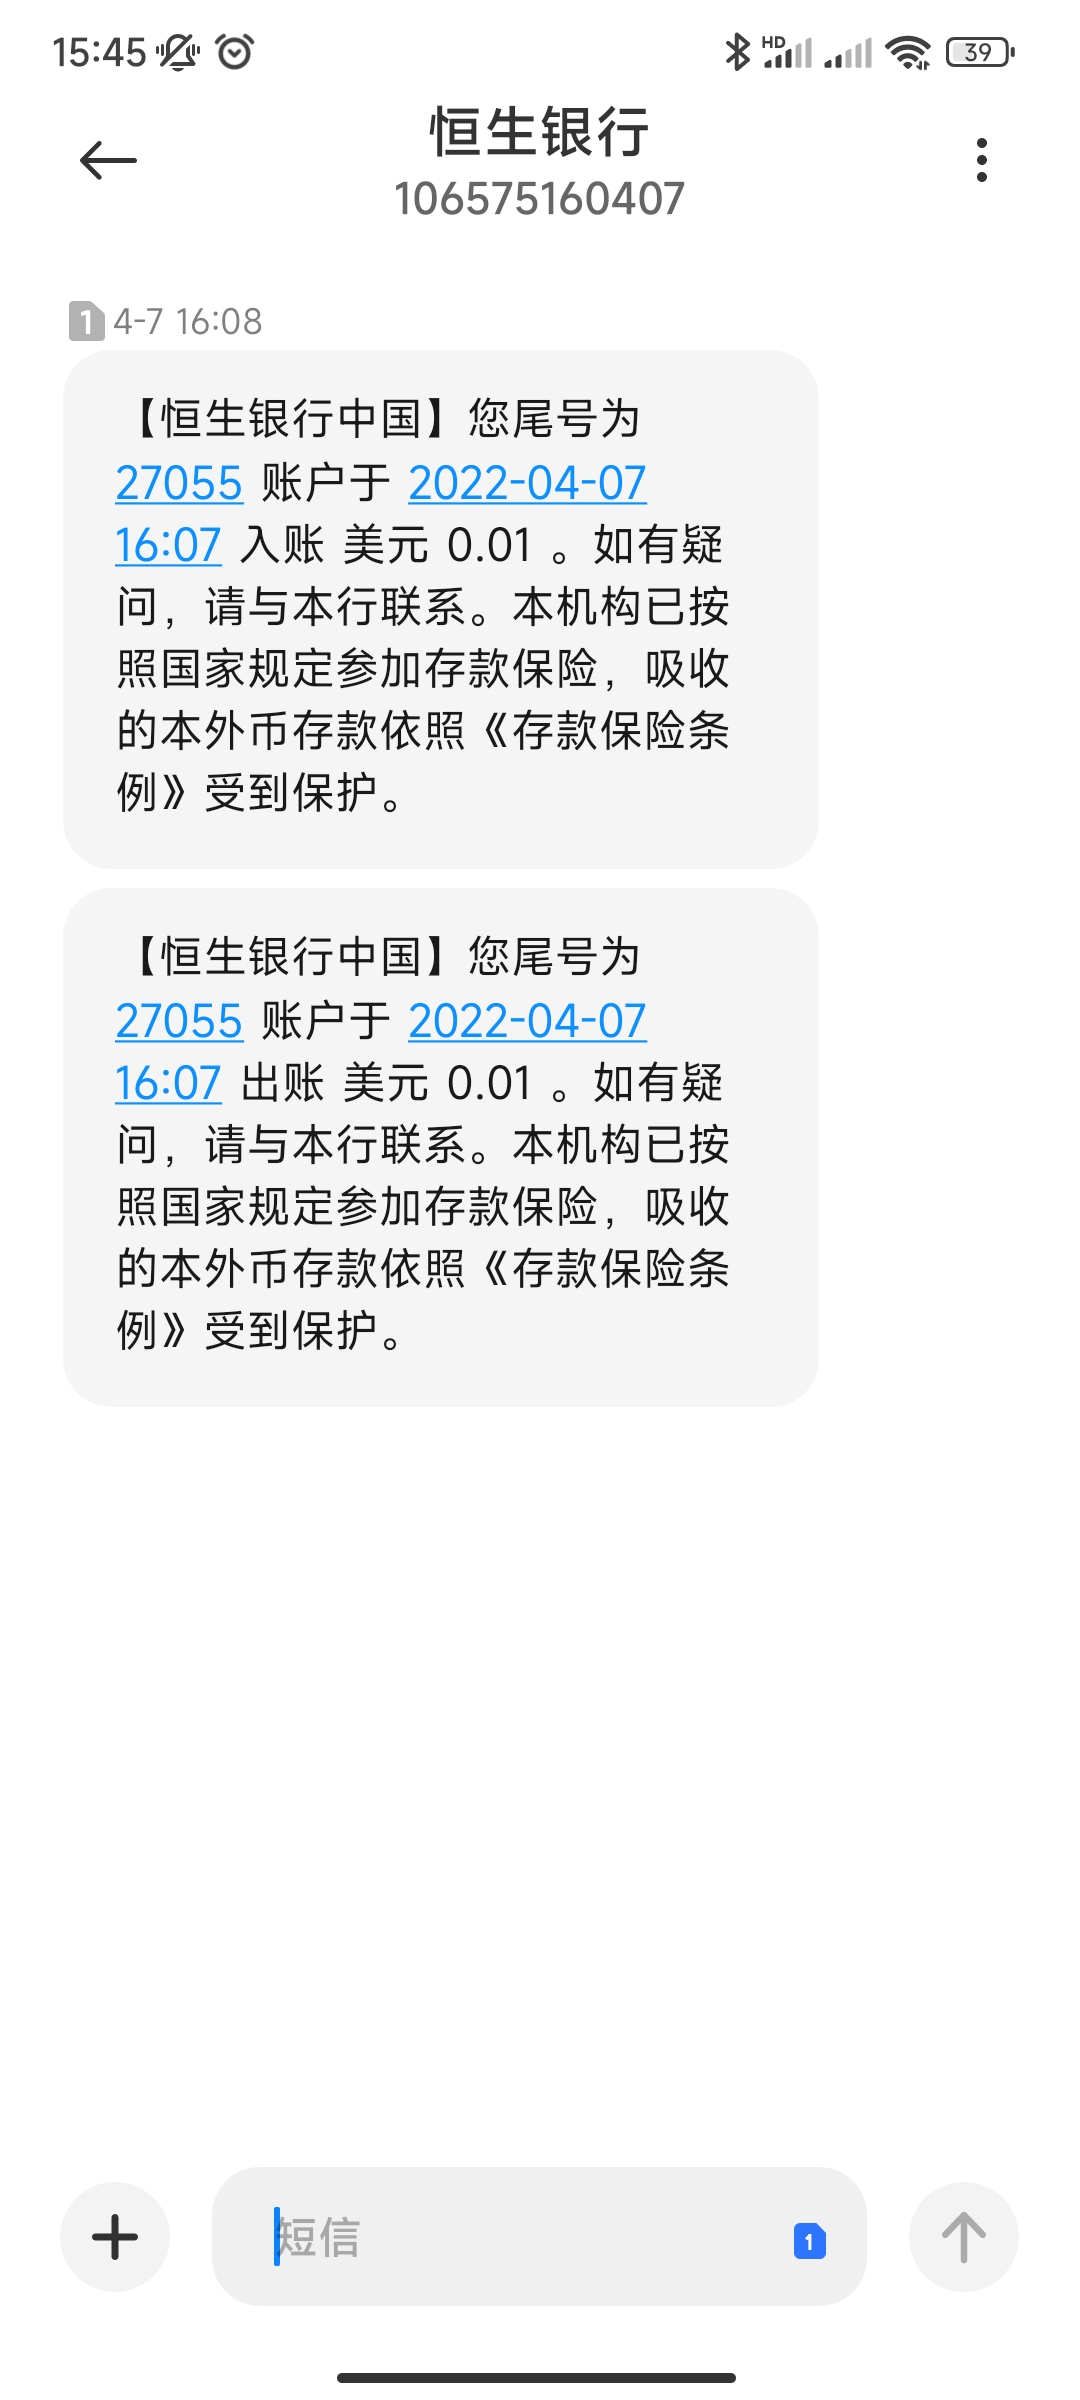 15:45 HD 39
恒生银行
106575160407
1 4-7 16:08
【恒生银行中国】您尾号为
27055 账户于 2022-04-07
16:07 入账 美元 0.01 。如有疑
问，请与本行联系。本机构已按
照国家规定参加存款保险，吸收
的本外币存款依照《存款保险条
例》受到保护。
【恒生银行中国】您尾号为
27055 账户于 2022-04-07
16:07 出账 美元 0.01 。如有疑
问，请与本行联系。本机构已按
照国家规定参加存款保险，吸收
的本外币存款依照《存款保险条
例》受到保护。
短信 1